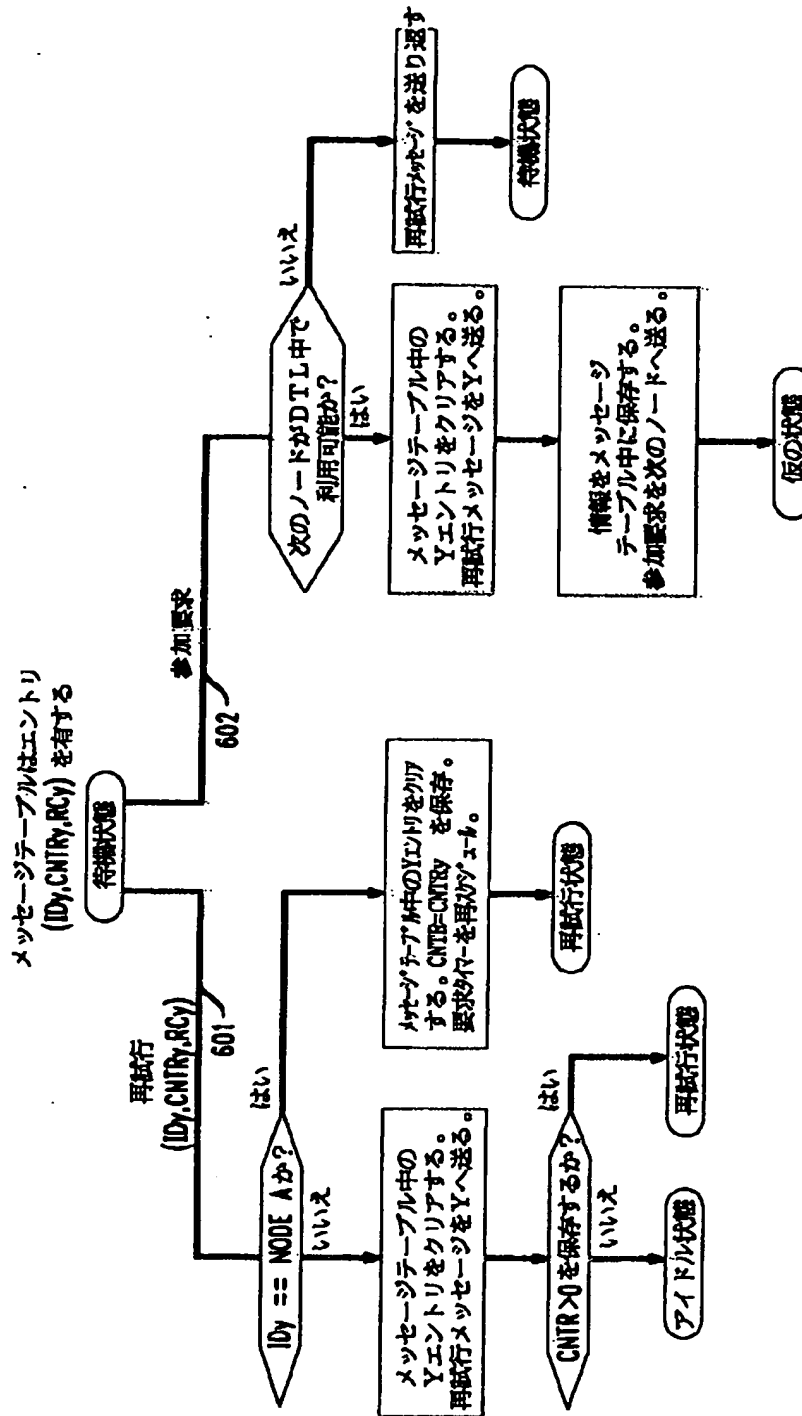 メッセージテーブルはエントリ
(IDy,CNTRy,RCy) を有する
待機状態
再試行
(IDy,CNTRy,RCy)
601
参加要求
602
IDy == NODE Aか?
はい
いいえ
メッセージテーブル中のYエントリをクリア
する。CNTR=CNTRy を保存。
要求タイマーを再スケジュール。
再試行状態
メッセージテーブル中の
Yエントリをクリアする。
再試行メッセージをYへ送る。
CNTR>0を保存するか?
はい
いいえ
再試行状態
アイドル状態
次のノードがDTL中で
利用可能か?
いいえ
はい
再試行メッセージを送り返す
待機状態
メッセージテーブル中の
Yエントリをクリアする。
再試行メッセージをYへ送る。
情報をメッセージ
テーブル中に保存する。
参加要求を次のノードへ送る。
仮の状態